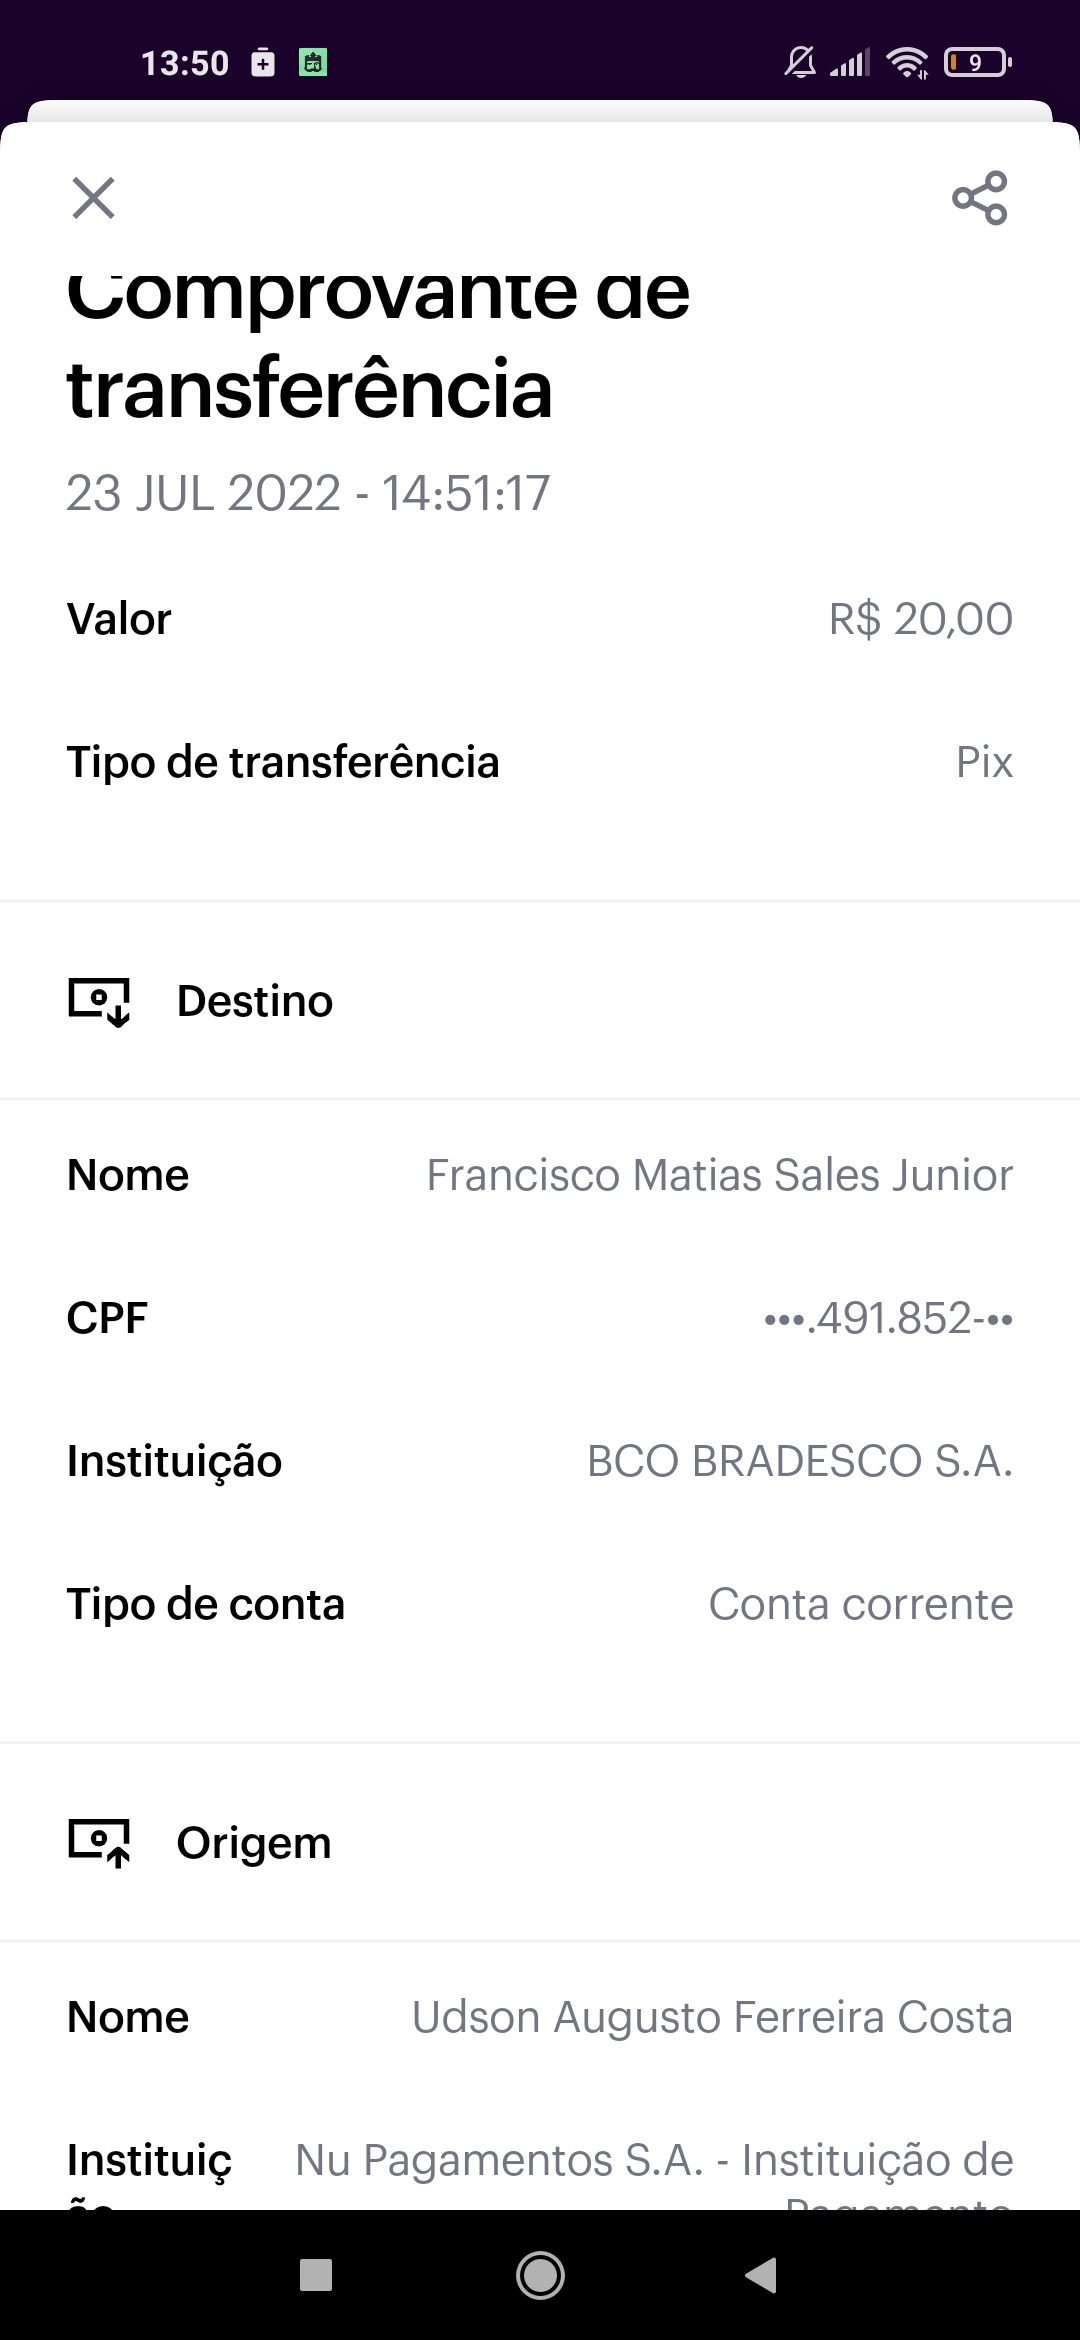 13:50
9
Comprovante de
transferência
23 JUL 2022 - 14:51:17
Valor R$ 20,00
Tipo de transferência Pix
Destino
Nome Francisco Matias Sales Junior
CPF •••.491.852-••
Instituição BCO BRADESCO S.A.
Tipo de conta Conta corrente
Origem
Nome Udson Augusto Ferreira Costa
Instituiç Nu Pagamentos S.A. - Instituição de
ão Pagamento